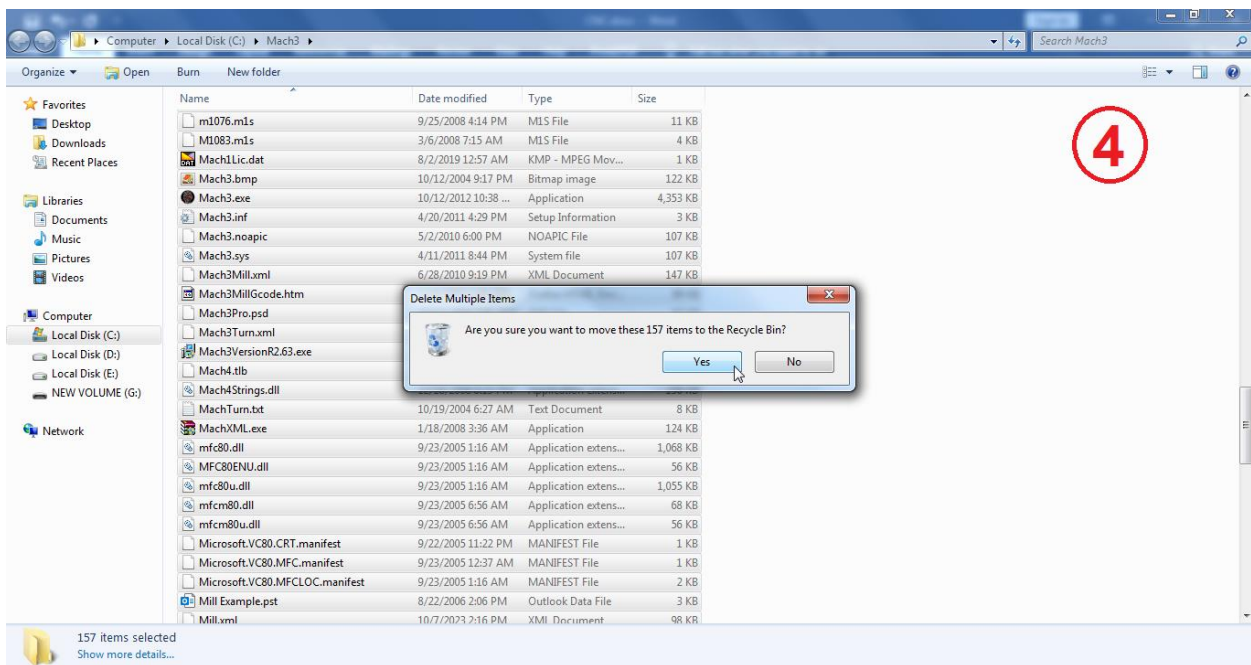 Computer ▸ Local Disk (C:) ▸ Mach3 ▸
Search Mach3
Organize Open Burn New folder
Name Date modified Type Size
Favorites
Desktop
Downloads
Recent Places
Libraries
Documents
Music
Pictures
Videos
Computer
Local Disk (C:)
Local Disk (D:)
Local Disk (E:)
NEW VOLUME (G:)
Network
m1076.m1s 9/25/2008 4:14 PM M1S File 11 KB
M1083.m1s 3/6/2008 7:15 AM M1S File 4 KB
Mach1Lic.dat 8/2/2019 12:57 AM KMP - MPEG Mov... 1 KB
Mach3.bmp 10/12/2004 9:17 PM Bitmap image 122 KB
Mach3.exe 10/12/2012 10:38 ... Application 4,353 KB
Mach3.inf 4/20/2011 4:29 PM Setup Information 3 KB
Mach3.noapic 5/2/2010 6:00 PM NOAPIC File 107 KB
Mach3.sys 4/11/2011 8:44 PM System file 107 KB
Mach3Mill.xml 6/28/2010 9:19 PM XML Document 147 KB
Mach3MillGcode.htm
Mach3Pro.psd
Mach3Turn.xml
Mach3VersionR2.63.exe
Mach4.tlb
Mach4Strings.dll
MachTurn.txt 10/19/2004 6:27 AM Text Document 8 KB
MachXML.exe 1/18/2008 3:36 AM Application 124 KB
mfc80.dll 9/23/2005 1:16 AM Application extens... 1,068 KB
MFC80ENU.dll 9/23/2005 1:16 AM Application extens... 56 KB
mfc80u.dll 9/23/2005 1:16 AM Application extens... 1,055 KB
mfcm80.dll 9/23/2005 6:56 AM Application extens... 68 KB
mfcm80u.dll 9/23/2005 6:56 AM Application extens... 56 KB
Microsoft.VC80.CRT.manifest 9/22/2005 11:22 PM MANIFEST File 1 KB
Microsoft.VC80.MFC.manifest 9/23/2005 12:37 AM MANIFEST File 1 KB
Microsoft.VC80.MFCLOC.manifest 9/23/2005 1:16 AM MANIFEST File 2 KB
Mill Example.pst 8/22/2006 2:06 PM Outlook Data File 3 KB
Mill.xml 10/7/2023 2:16 PM XML Document 98 KB
Delete Multiple Items
Are you sure you want to move these 157 items to the Recycle Bin?
Yes No
4
157 items selected
Show more details...